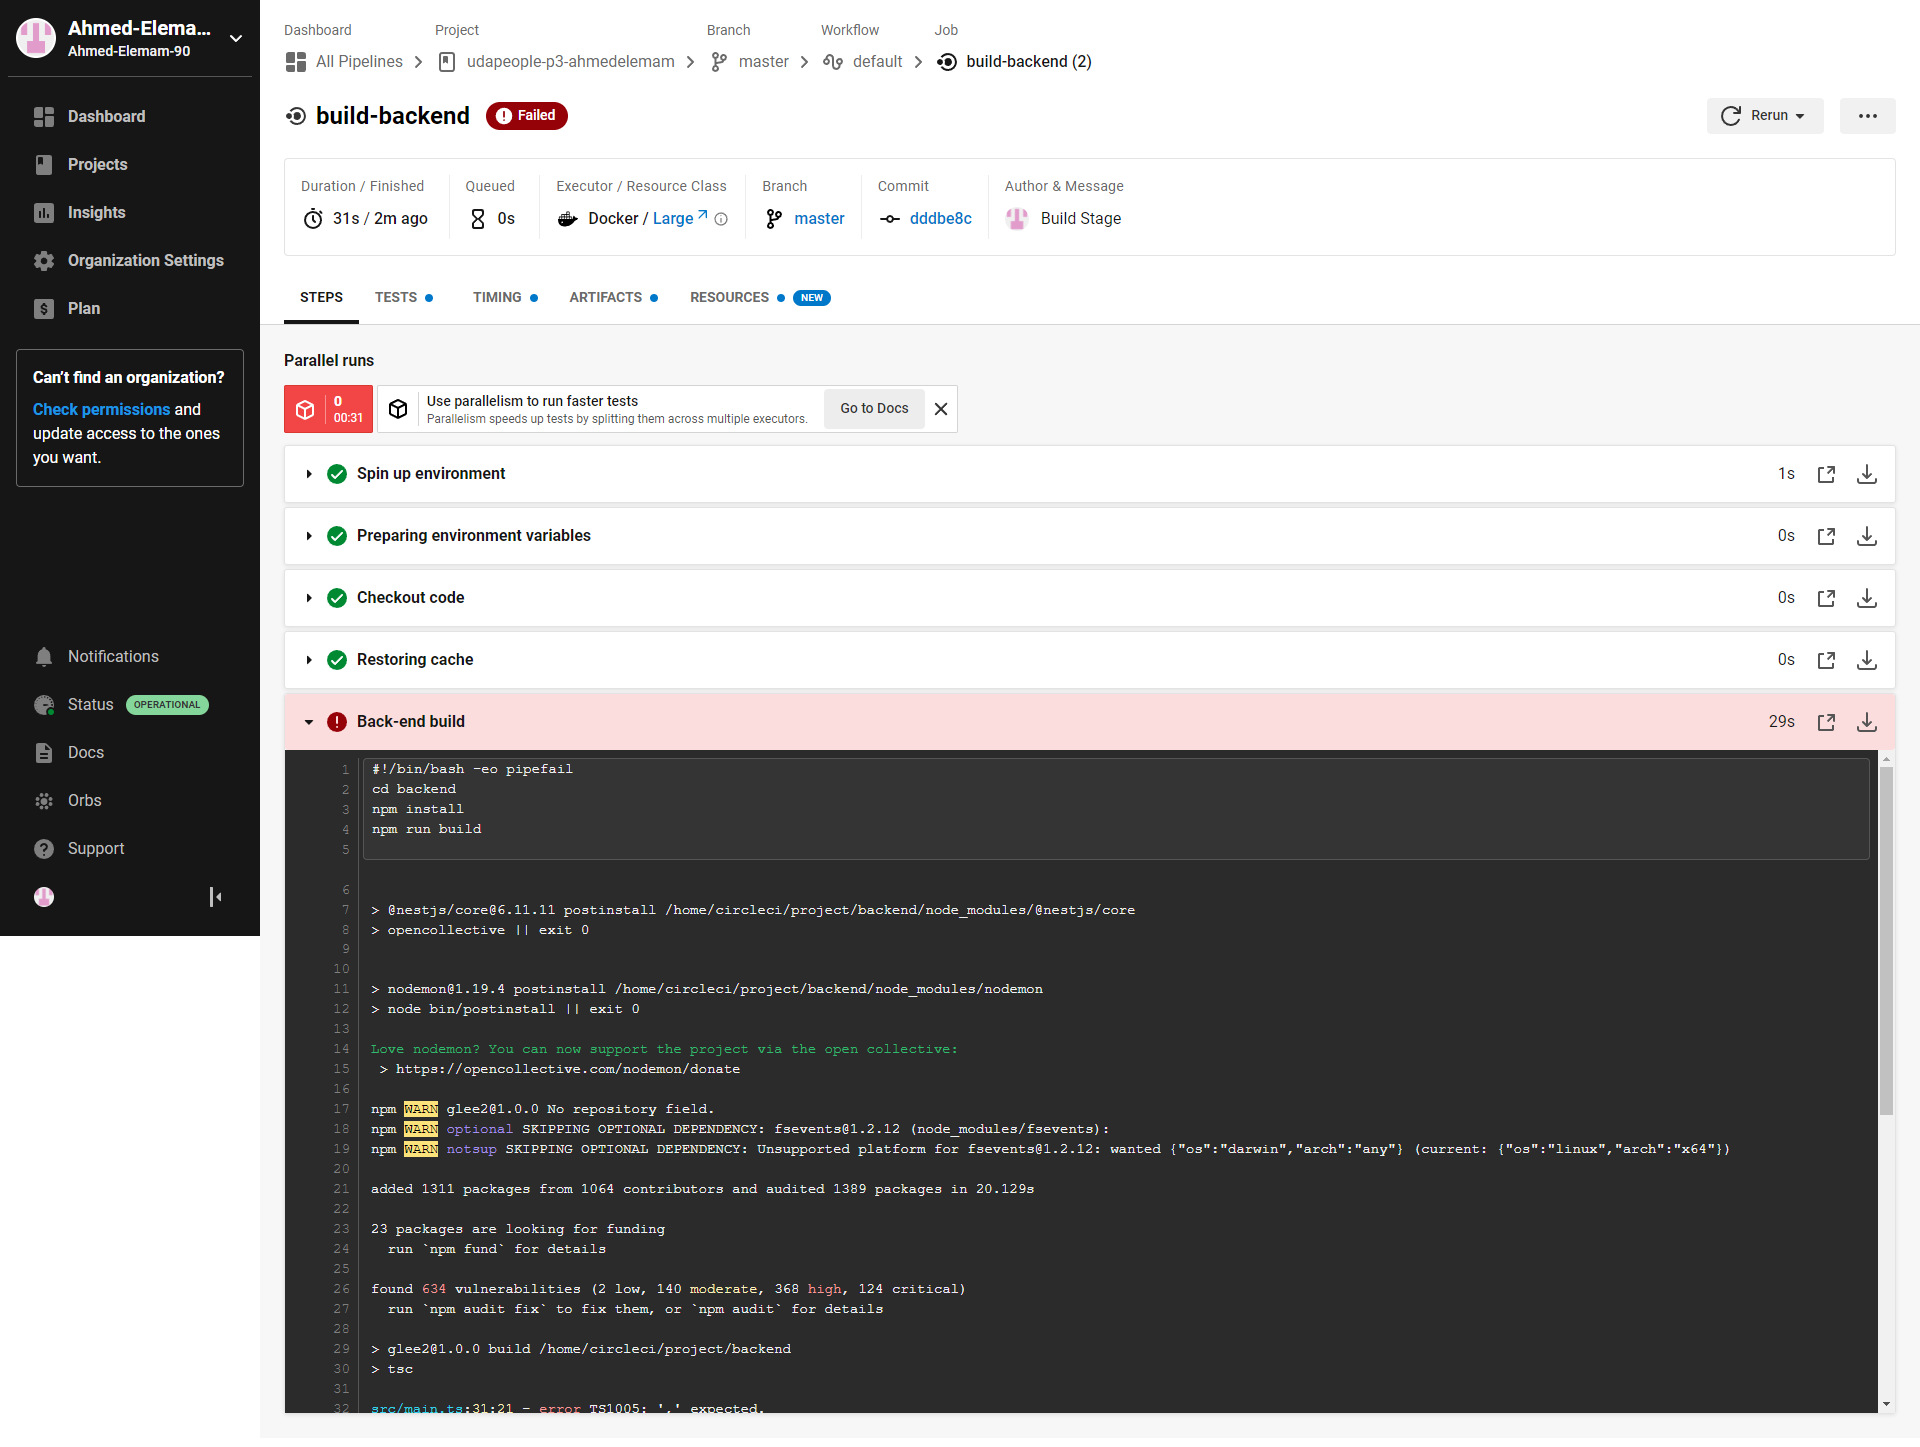 Ahmed-Elema...
Ahmed-Elemam-90
Dashboard
Projects
Insights
Organization Settings
Plan
Can't find an organization?
Check permissions and
update access to the ones
you want.
Notifications
Status OPERATIONAL
Docs
Orbs
Support
Dashboard Project Branch Workflow Job
All Pipelines udapeople-p3-ahmedelemam master default build-backend (2)
build-backend Failed
Rerun
Duration / Finished Queued Executor / Resource Class Branch Commit Author & Message
31s / 2m ago 0s Docker / Large master dddbe8c Build Stage
STEPS TESTS TIMING ARTIFACTS RESOURCES NEW
Parallel runs
0
00:31
Use parallelism to run faster tests
Parallelism speeds up tests by splitting them across multiple executors.
Go to Docs
Spin up environment 1s
Preparing environment variables 0s
Checkout code 0s
Restoring cache 0s
Back-end build 29s
1 #!/bin/bash -eo pipefail
2 cd backend
3 npm install
4 npm run build
5
6
7 > @nestjs/core@6.11.11 postinstall /home/circleci/project/backend/node_modules/@nestjs/core
8 > opencollective || exit 0
9
10
11 > nodemon@1.19.4 postinstall /home/circleci/project/backend/node_modules/nodemon
12 > node bin/postinstall || exit 0
13
14 Love nodemon? You can now support the project via the open collective:
15 > https://opencollective.com/nodemon/donate
16
17 npm WARN glee2@1.0.0 No repository field.
18 npm WARN optional SKIPPING OPTIONAL DEPENDENCY: fsevents@1.2.12 (node_modules/fsevents):
19 npm WARN notsup SKIPPING OPTIONAL DEPENDENCY: Unsupported platform for fsevents@1.2.12: wanted {"os":"darwin","arch":"any"} (current: {"os":"linux","arch":"x64"})
20
21 added 1311 packages from 1064 contributors and audited 1389 packages in 20.129s
22
23 23 packages are looking for funding
24 run `npm fund` for details
25
26 found 634 vulnerabilities (2 low, 140 moderate, 368 high, 124 critical)
27 run `npm audit fix` to fix them, or `npm audit` for details
28
29 > glee2@1.0.0 build /home/circleci/project/backend
30 > tsc
31
32 src/main.ts:31:21 - error TS1005: ',' expected.